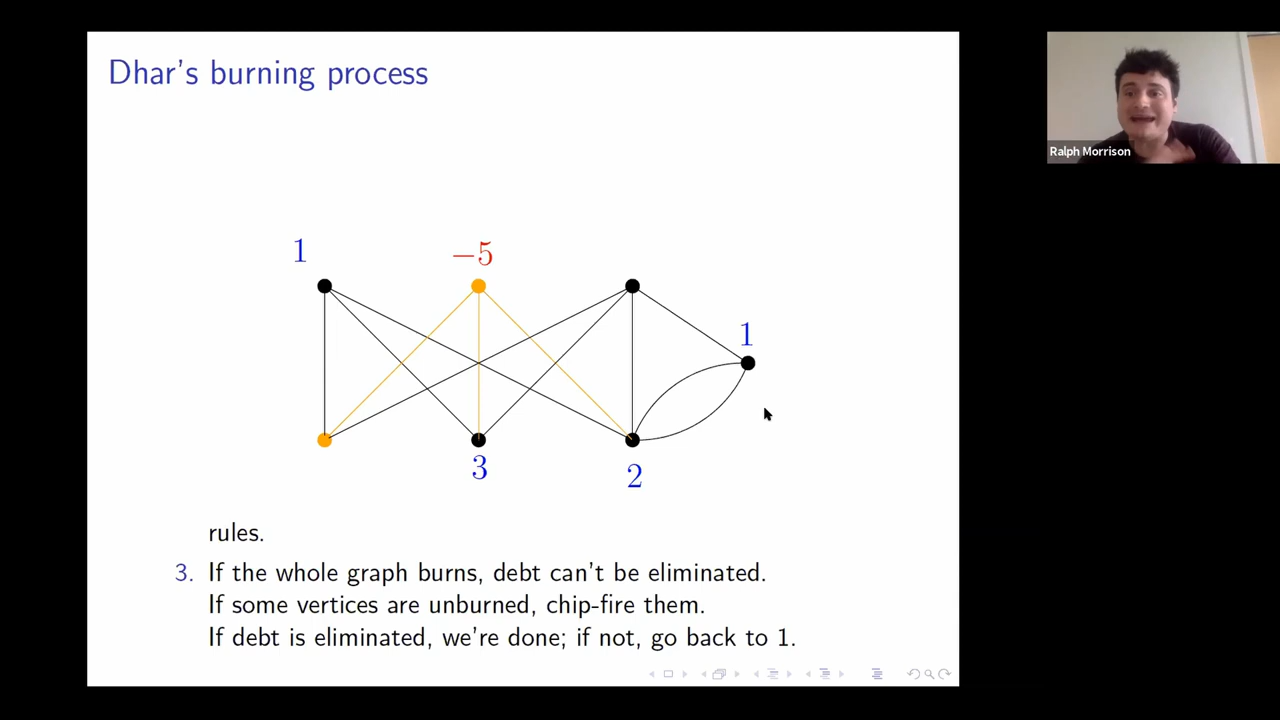 Dhar's burning process
Ralph Morrison
1
−5
1
3
2
rules.
3. If the whole graph burns, debt can't be eliminated.
If some vertices are unburned, chip-fire them.
If debt is eliminated, we're done; if not, go back to 1.